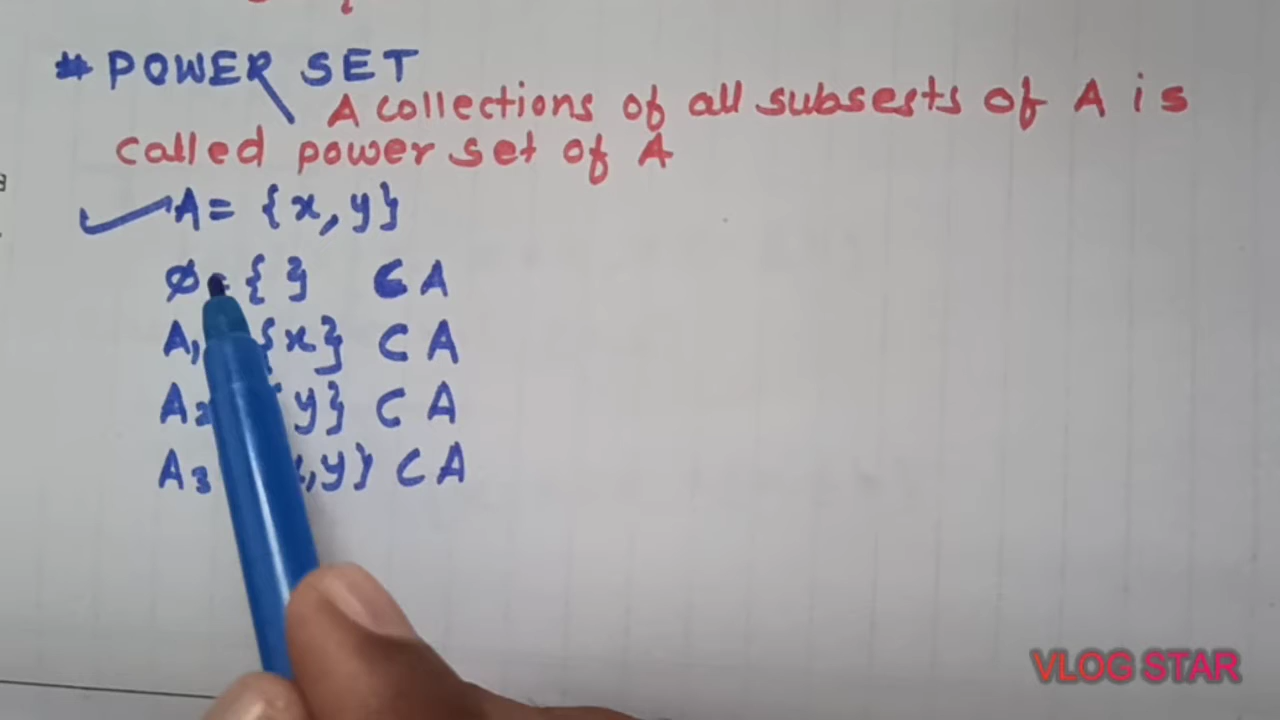 # POWER SET
A collections of all subsests of A is
called power set of A
A = {x, y}
∅ = { } ⊂ A
A₁ {x} ⊂ A
A₂ {y} ⊂ A
A₃ x,y} ⊂ A
VLOG STAR